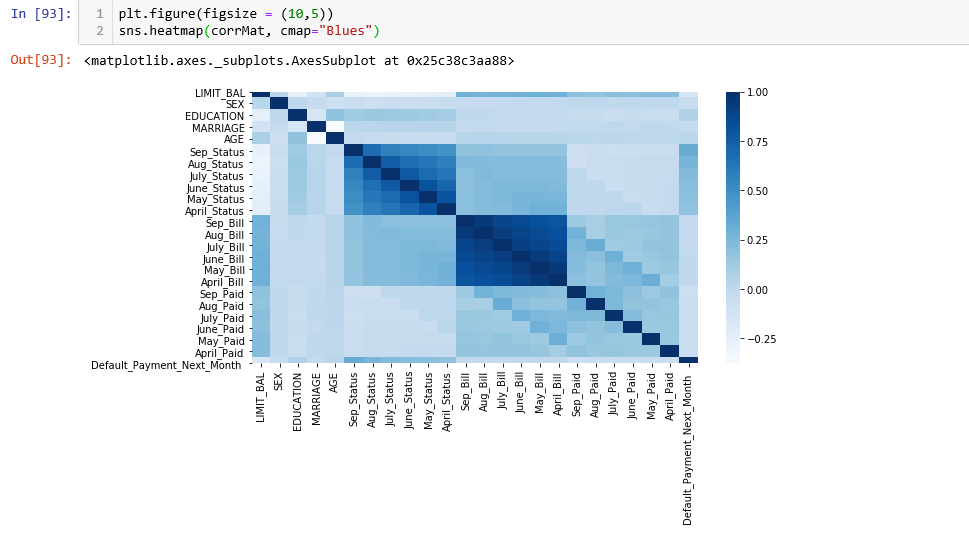 In [93]: 1 plt.figure(figsize = (10,5))
2 sns.heatmap(corrMat, cmap="Blues")
Out[93]: <matplotlib.axes._subplots.AxesSubplot at 0x25c38c3aa88>
LIMIT_BAL
SEX
EDUCATION
MARRIAGE
AGE
Sep_Status
Aug_Status
July_Status
June_Status
May_Status
April_Status
Sep_Bill
Aug_Bill
July_Bill
June_Bill
May_Bill
April_Bill
Sep_Paid
Aug_Paid
July_Paid
June_Paid
May_Paid
April_Paid
Default_Payment_Next_Month
LIMIT_BAL
SEX
EDUCATION
MARRIAGE
AGE
Sep_Status
Aug_Status
July_Status
June_Status
May_Status
April_Status
Sep_Bill
Aug_Bill
July_Bill
June_Bill
May_Bill
April_Bill
Sep_Paid
Aug_Paid
July_Paid
June_Paid
May_Paid
April_Paid
Default_Payment_Next_Month
1.00
0.75
0.50
0.25
0.00
−0.25